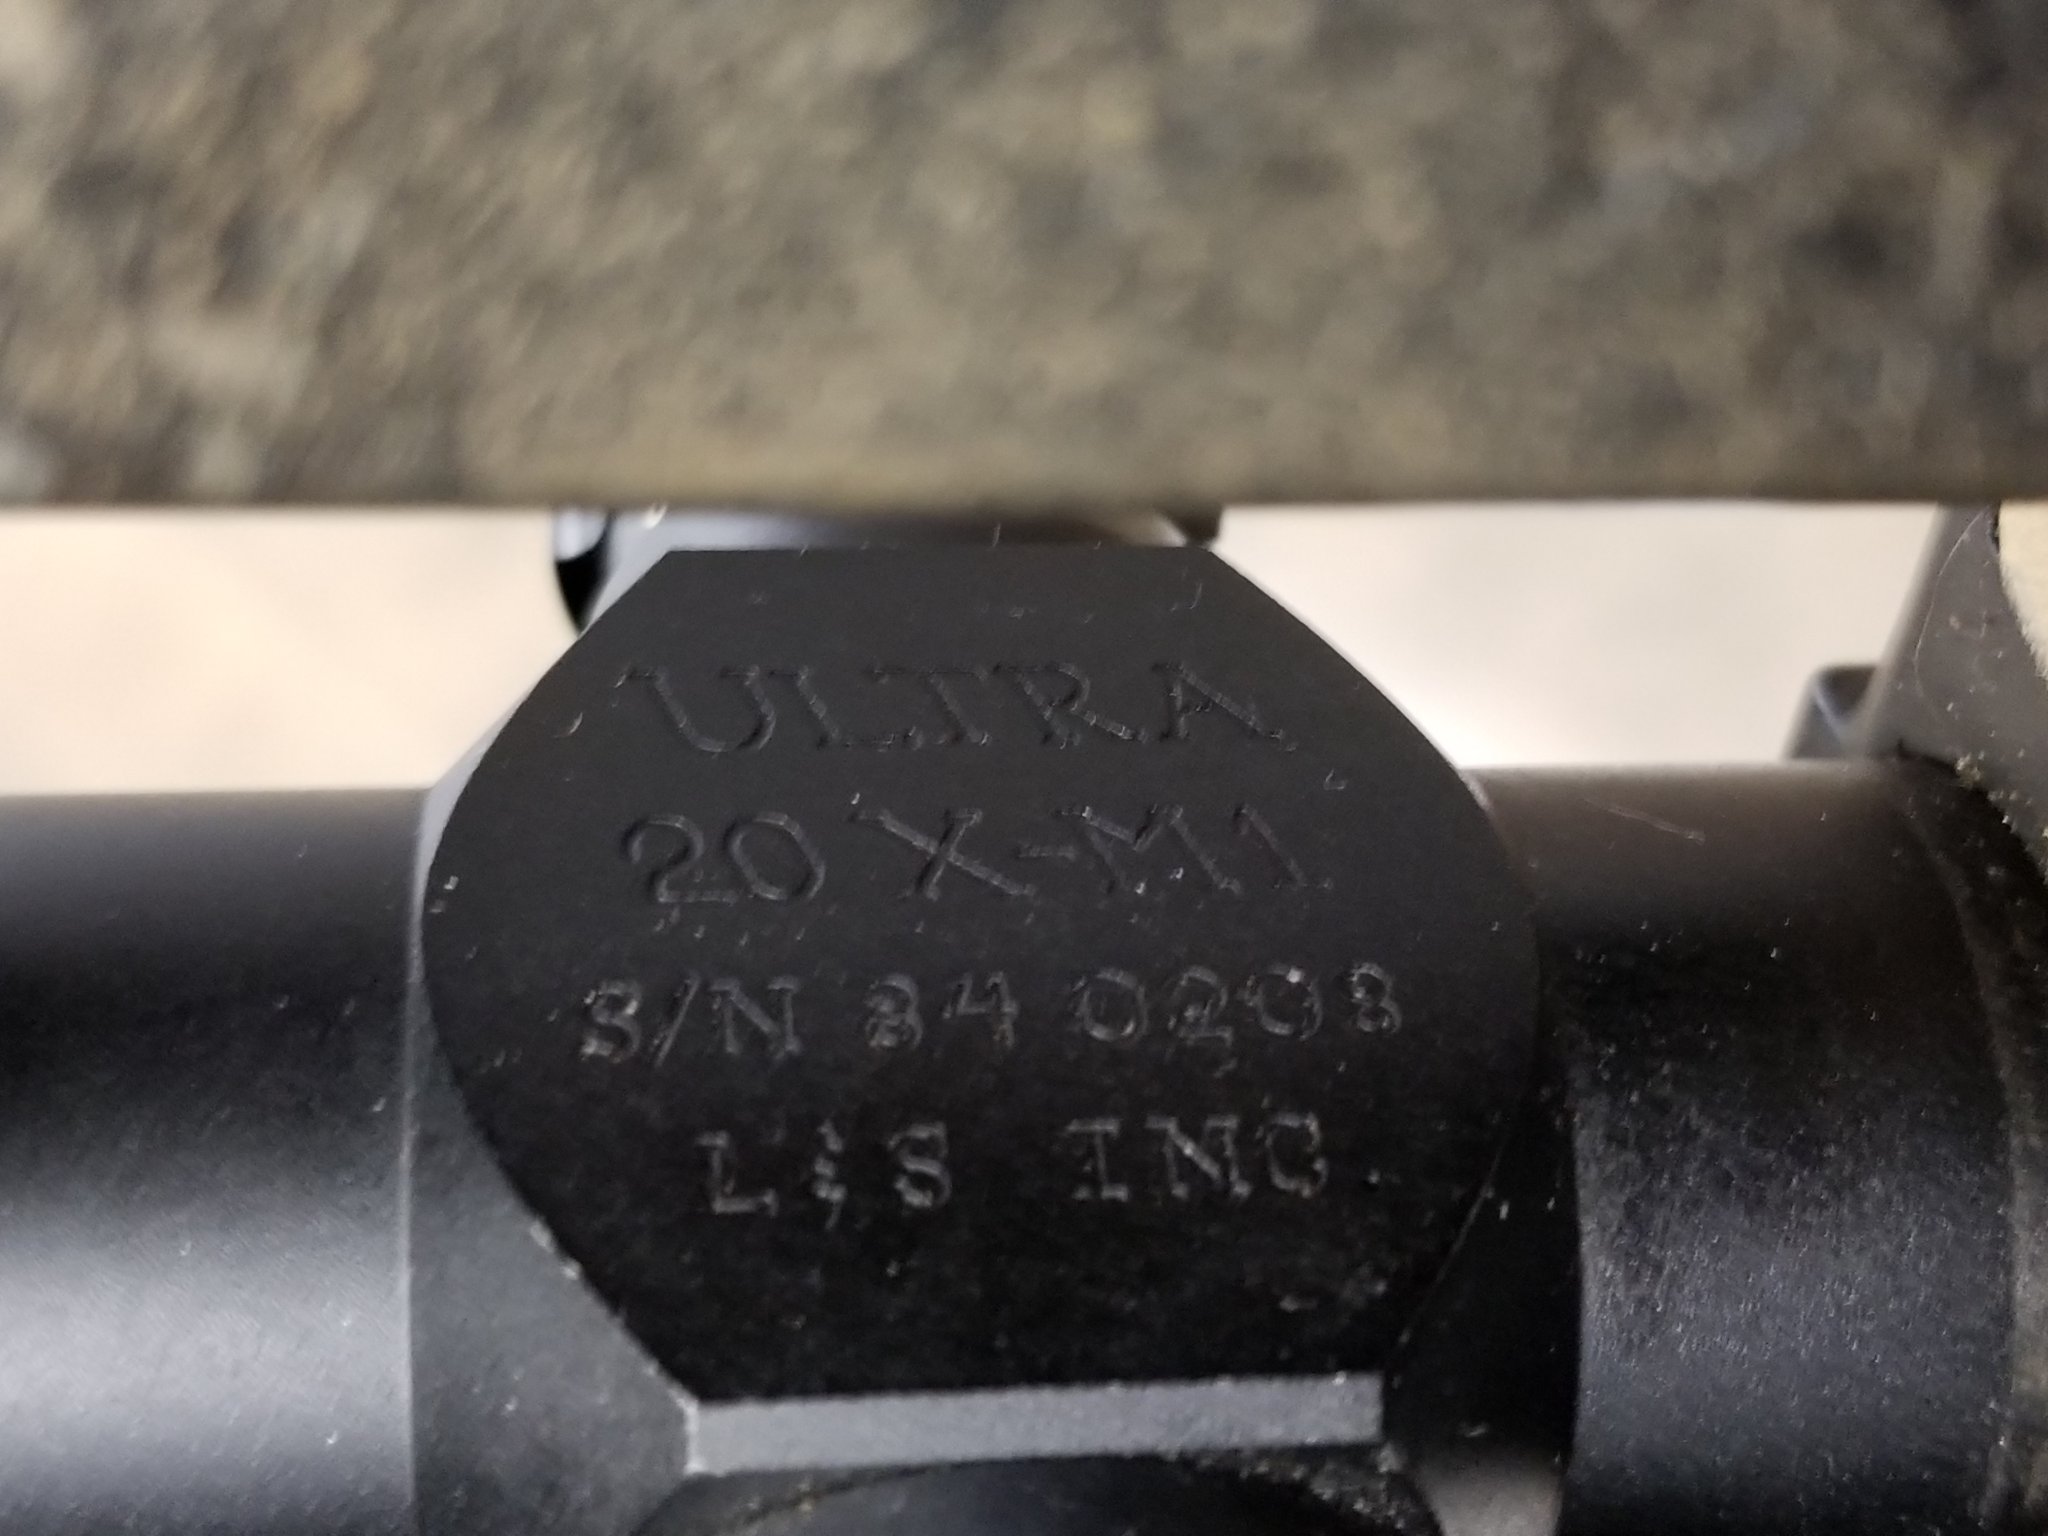 ULTRA
20 X-M1
S/N 84 0208
L&S INC.